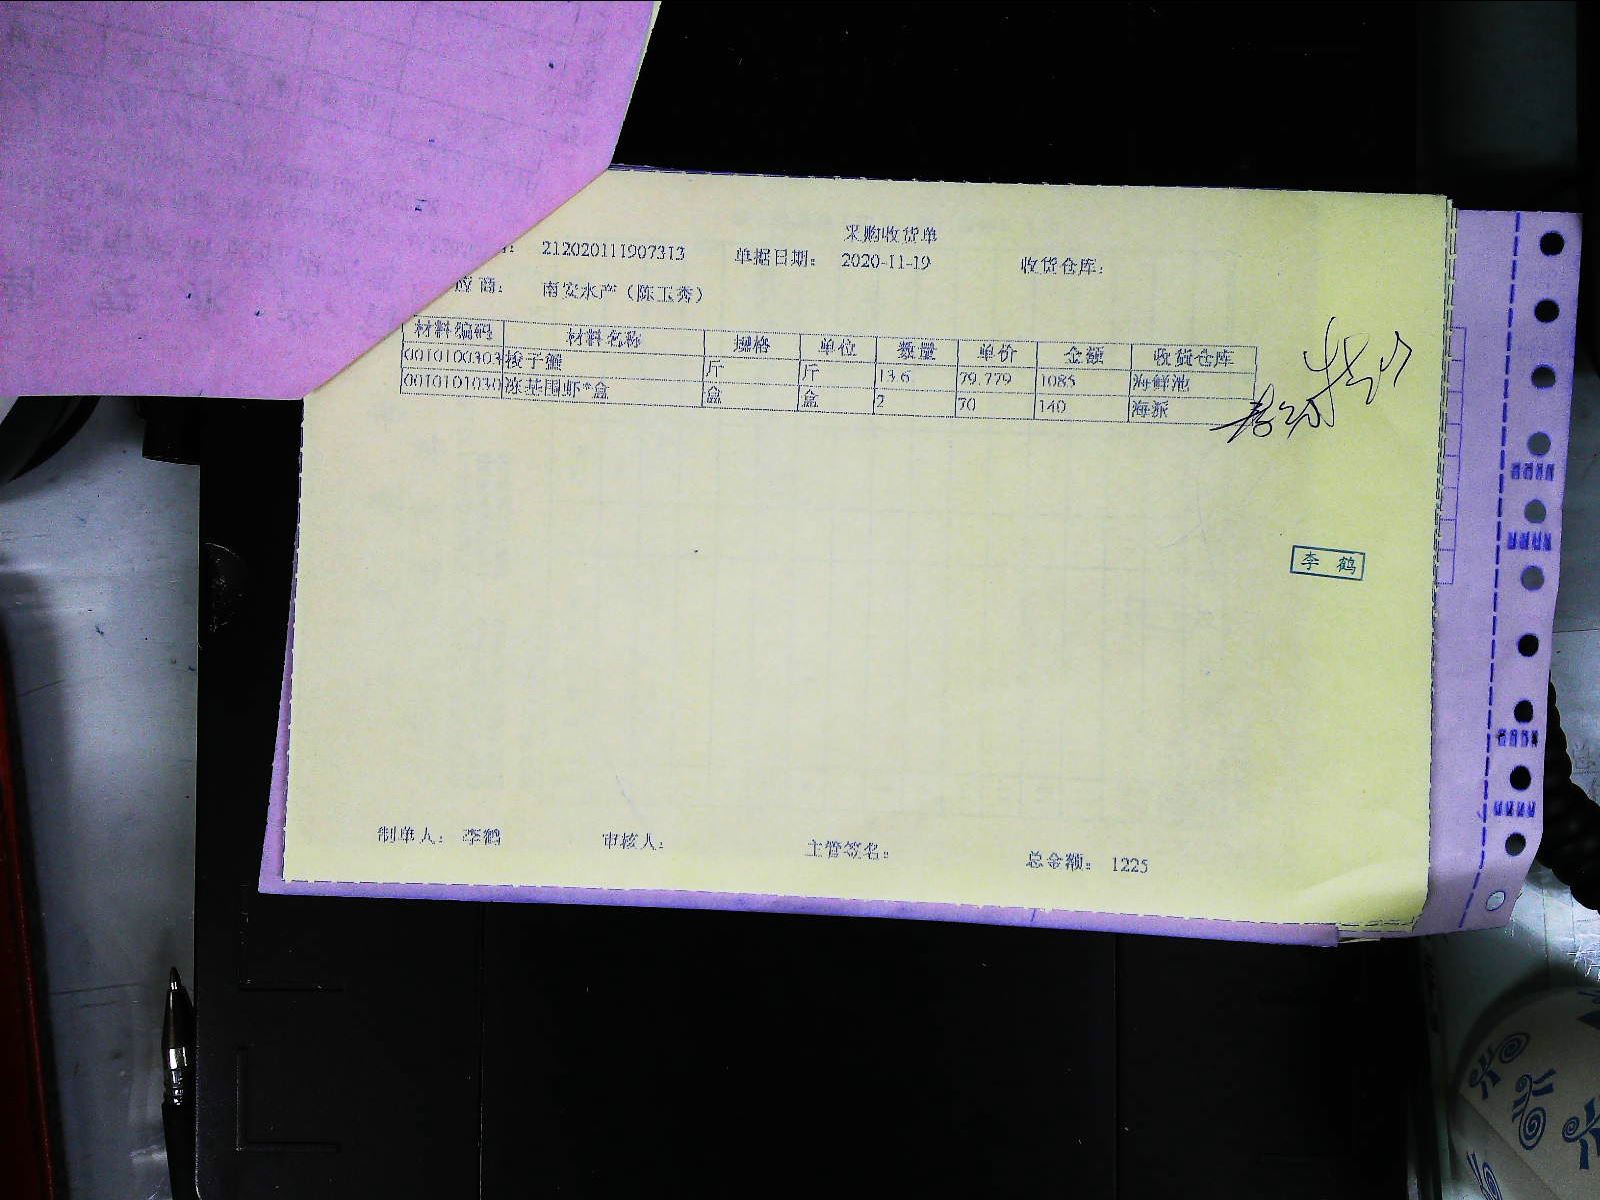 采购收货单
212020111907313 单据日期： 2020-11-19 收货仓库：
应商： 南安水产（陈玉秀）
材料编码 材料名称 规格 单位 数量 单价 金额 收货仓库
0010100303 梭子蟹 斤 斤 13.6 79.779 1085 海鲜池
0010101030 冻基围虾*盒 盒 盒 2 70 140 海派
李鹤
制单人： 李鹤 审核人： 主管签名： 总金额： 1225